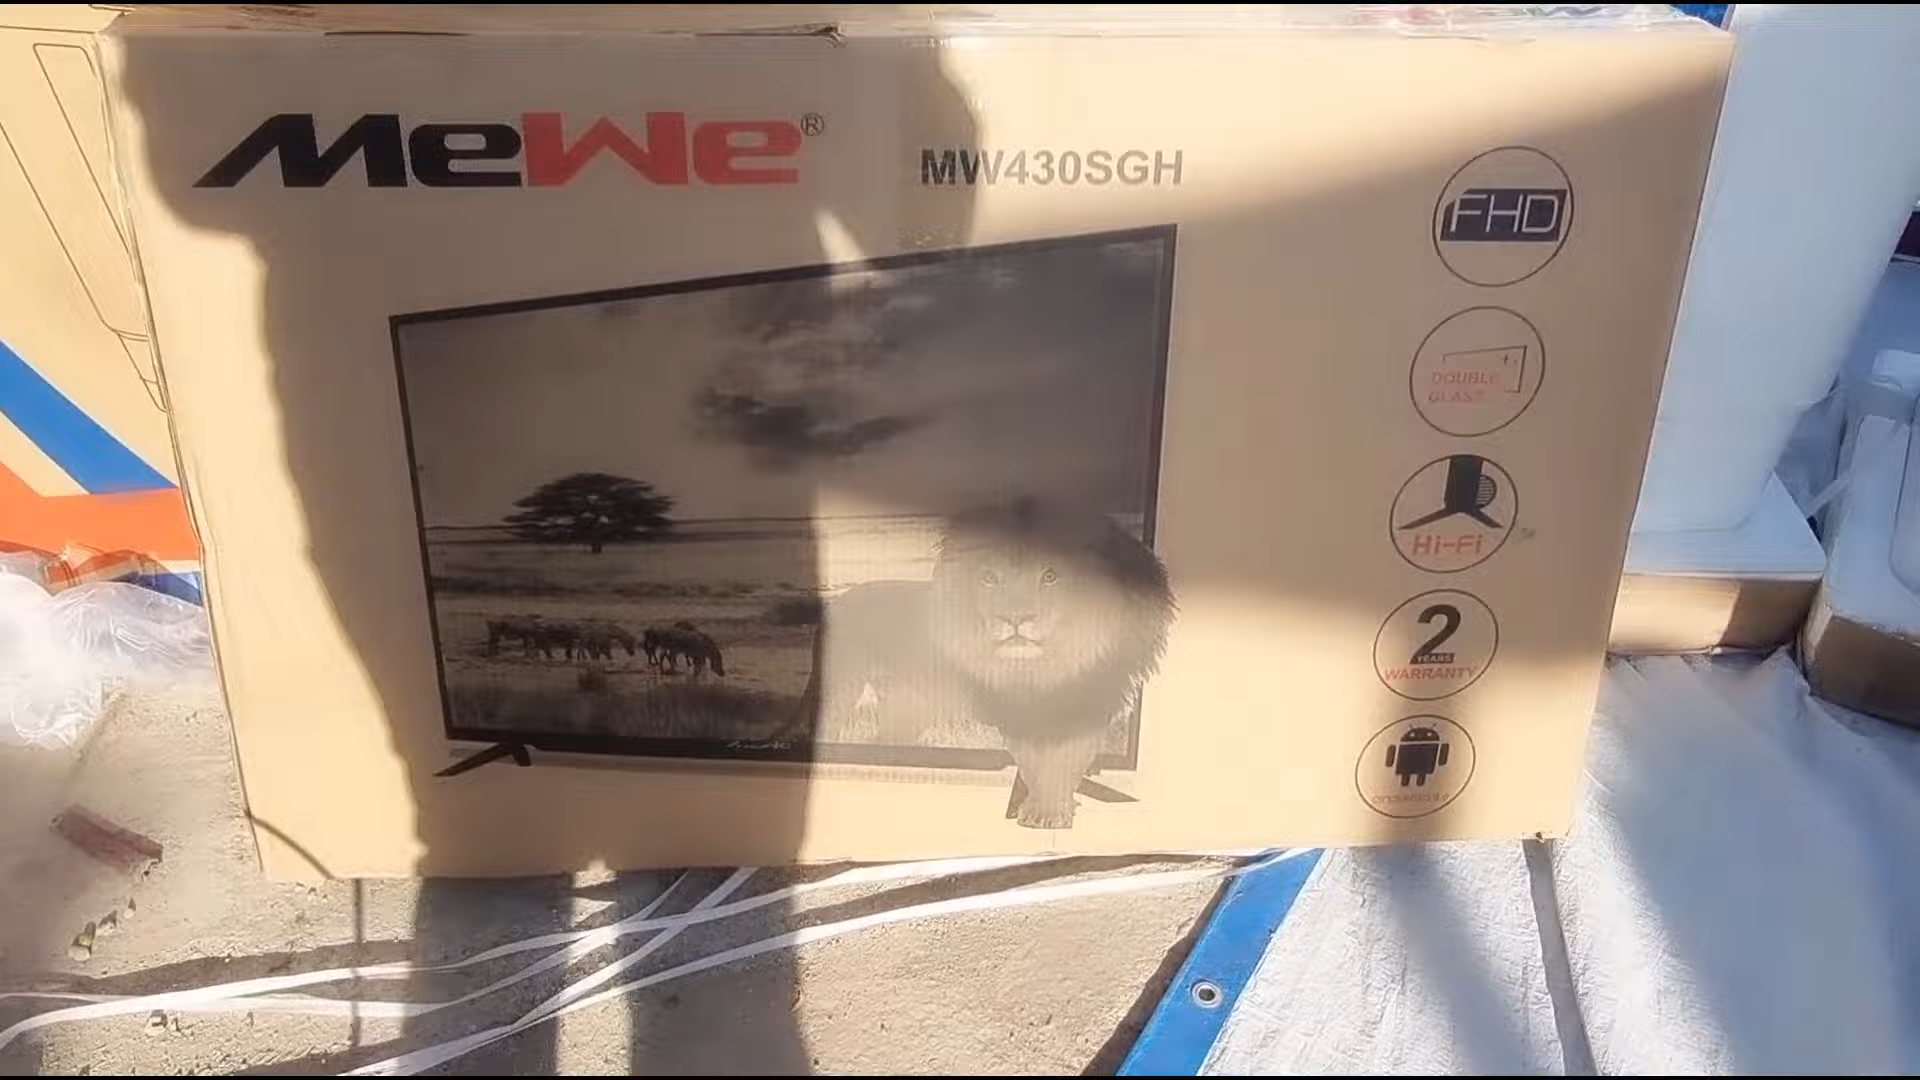 MeWe®
MW430SGH
FHD
DOUBLE
GLASS
Hi-Fi
2
YEARS
WARRANTY